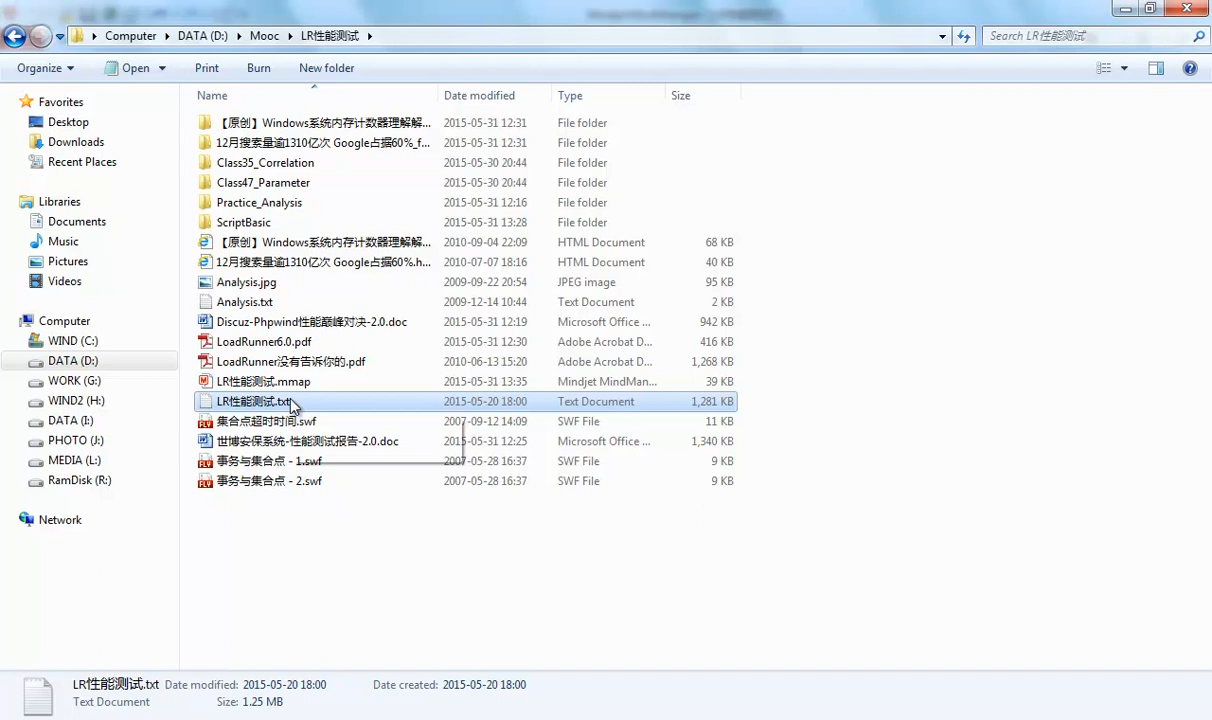 Computer DATA (D:) Mooc LR性能测试 Search LR性能测试
Organize Open Print Burn New folder
Favorites
Desktop
Downloads
Recent Places
Libraries
Documents
Music
Pictures
Videos
Computer
WIND (C:)
DATA (D:)
WORK (G:)
WIND2 (H:)
DATA (I:)
PHOTO (J:)
MEDIA (L:)
RamDisk (R:)
Network
Name Date modified Type Size
【原创】Windows系统内存计数器理解解... 2015-05-31 12:31 File folder
12月搜索量逾1310亿次 Google占据60%_f... 2015-05-31 12:31 File folder
Class35_Correlation 2015-05-30 20:44 File folder
Class47_Parameter 2015-05-30 20:44 File folder
Practice_Analysis 2015-05-31 12:16 File folder
ScriptBasic 2015-05-31 13:28 File folder
【原创】Windows系统内存计数器理解解... 2010-09-04 22:09 HTML Document 68 KB
12月搜索量逾1310亿次 Google占据60%.h... 2010-07-07 18:16 HTML Document 40 KB
Analysis.jpg 2009-09-22 20:54 JPEG image 95 KB
Analysis.txt 2009-12-14 10:44 Text Document 2 KB
Discuz-Phpwind性能巅峰对决-2.0.doc 2015-05-31 12:19 Microsoft Office ... 942 KB
LoadRunner6.0.pdf 2015-05-31 12:30 Adobe Acrobat D... 416 KB
LoadRunner没有告诉你的.pdf 2010-06-13 15:20 Adobe Acrobat D... 1,268 KB
LR性能测试.mmap 2015-05-31 13:35 Mindjet MindMan... 39 KB
LR性能测试.txt 2015-05-20 18:00 Text Document 1,281 KB
集合点超时时间.swf 2007-09-12 14:09 SWF File 11 KB
世博安保系统-性能测试报告-2.0.doc 2015-05-31 12:25 Microsoft Office ... 1,340 KB
事务与集合点 - 1.swf 2007-05-28 16:37 SWF File 9 KB
事务与集合点 - 2.swf 2007-05-28 16:37 SWF File 9 KB
LR性能测试.txt Date modified: 2015-05-20 18:00 Date created: 2015-05-20 18:00
Text Document Size: 1.25 MB